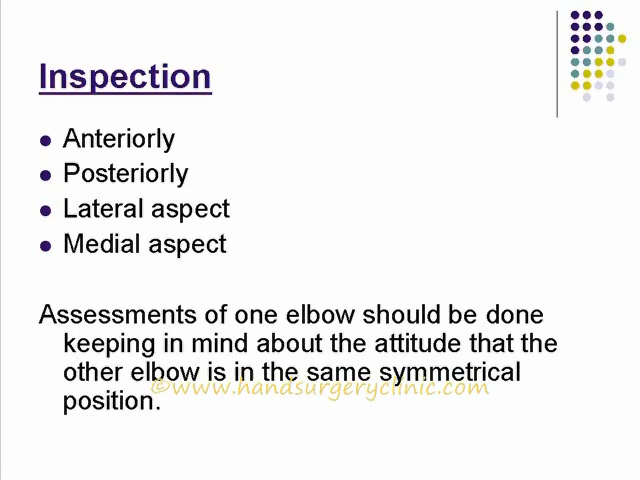 Inspection
Anteriorly
Posteriorly
Lateral aspect
Medial aspect
Assessments of one elbow should be done
keeping in mind about the attitude that the
other elbow is in the same symmetrical
©www.handsurgeryclinic.com
position.